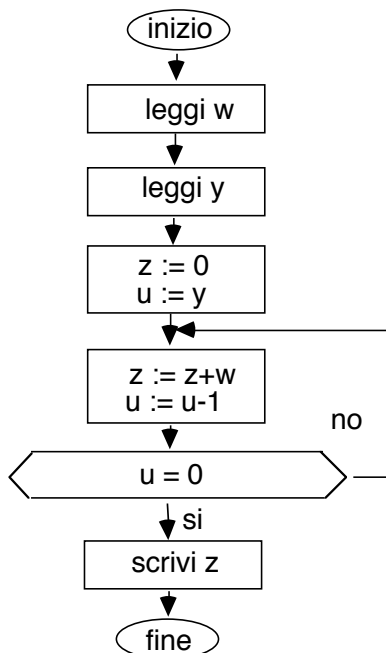 inizio
leggi w
leggi y
z := 0
u := y
z := z+w
u := u-1
no
u = 0
si
scrivi z
fine